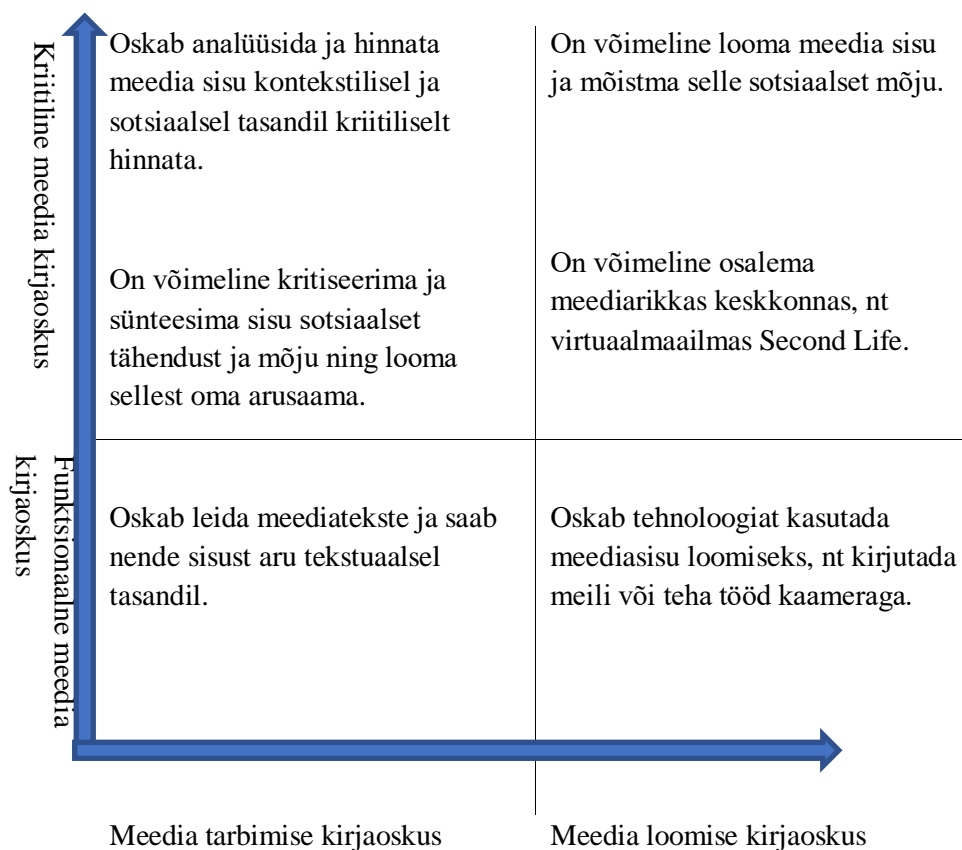 Kriitiline meedia kirjaoskus
Oskab analüüsida ja hinnata
meedia sisu kontekstilisel ja
sotsiaalsel tasandil kriitiliselt
hinnata.
On võimeline kritiseerima ja
sünteesima sisu sotsiaalset
tähendust ja mõju ning looma
sellest oma arusaama.
On võimeline looma meedia sisu
ja mõistma selle sotsiaalset mõju.
On võimeline osalema
meediarikkas keskkonnas, nt
virtuaalmaailmas Second Life.
Funktsionaalne meedia
kirjaoskus
Oskab leida meediatekste ja saab
nende sisust aru tekstuaalsel
tasandil.
Oskab tehnoloogiat kasutada
meediasisu loomiseks, nt kirjutada
meili või teha tööd kaameraga.
Meedia tarbimise kirjaoskus
Meedia loomise kirjaoskus